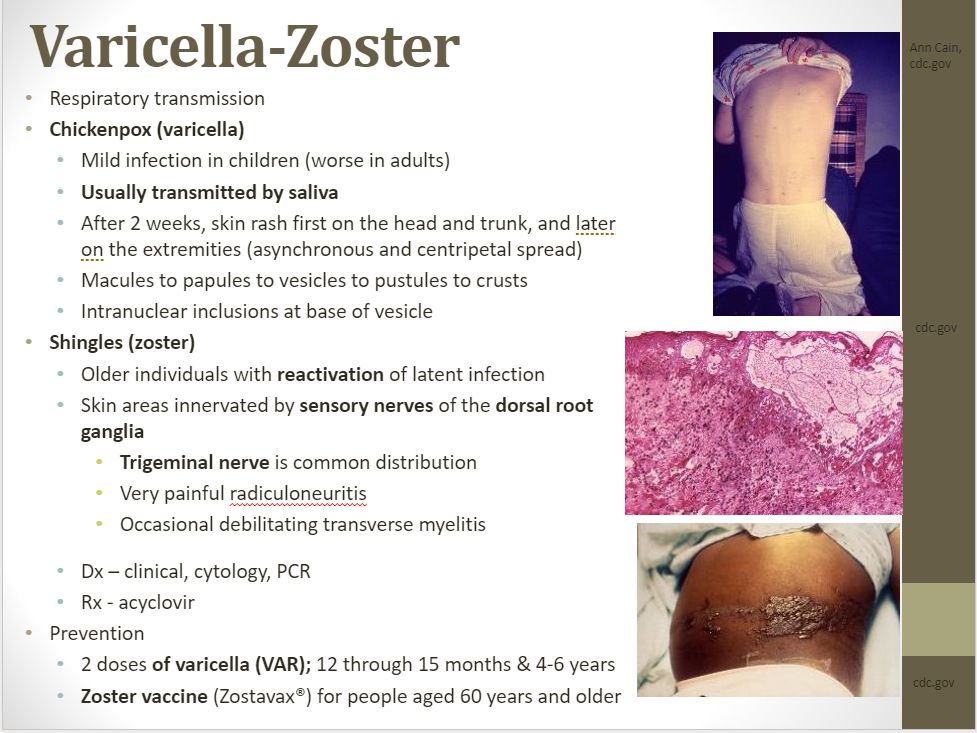 Varicella-Zoster
Ann Cain,
cdc.gov
• Respiratory transmission
• Chickenpox (varicella)
• Mild infection in children (worse in adults)
• Usually transmitted by saliva
• After 2 weeks, skin rash first on the head and trunk, and later
on the extremities (asynchronous and centripetal spread)
• Macules to papules to vesicles to pustules to crusts
• Intranuclear inclusions at base of vesicle
cdc.gov
• Shingles (zoster)
• Older individuals with reactivation of latent infection
• Skin areas innervated by sensory nerves of the dorsal root
ganglia
• Trigeminal nerve is common distribution
• Very painful radiculoneuritis
• Occasional debilitating transverse myelitis
• Dx – clinical, cytology, PCR
• Rx - acyclovir
• Prevention
• 2 doses of varicella (VAR); 12 through 15 months & 4-6 years
• Zoster vaccine (Zostavax®) for people aged 60 years and older
cdc.gov